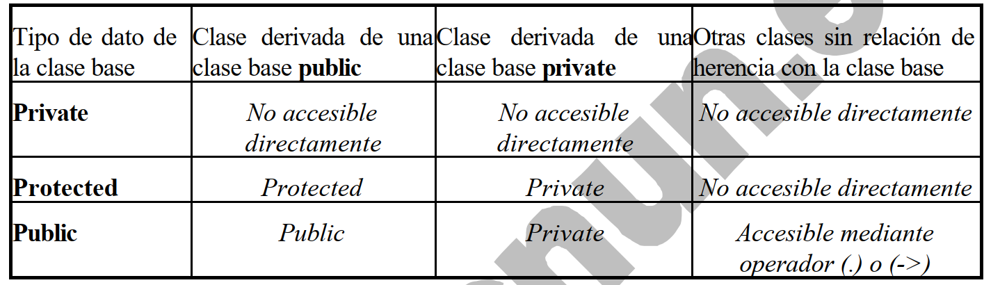 Tipo de dato de la clase base
Clase derivada de una clase base public
Clase derivada de una clase base private
Otras clases sin relación de herencia con la clase base
Private
No accesible directamente
No accesible directamente
No accesible directamente
Protected
Protected
Private
No accesible directamente
Public
Public
Private
Accesible mediante operador (.) o (->)